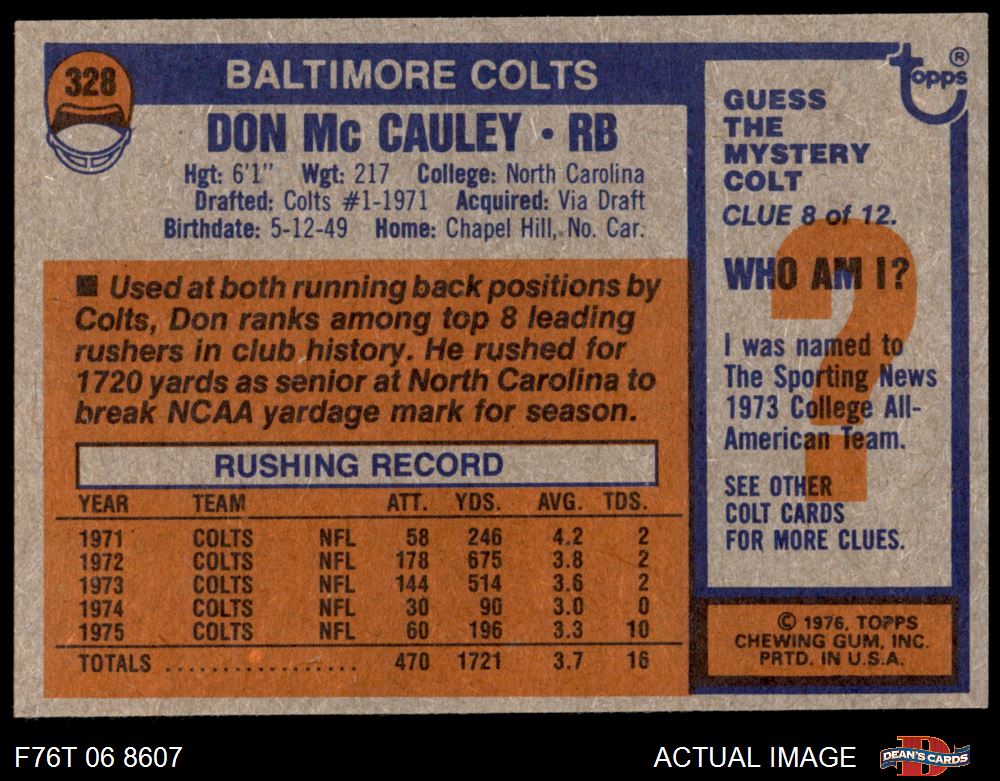 328
BALTIMORE COLTS
DON Mc CAULEY • RB
Hgt: 6'1" Wgt: 217 College: North Carolina
Drafted: Colts #1-1971 Acquired: Via Draft
Birthdate: 5-12-49 Home: Chapel Hill, No. Car.
■ Used at both running back positions by
Colts, Don ranks among top 8 leading
rushers in club history. He rushed for
1720 yards as senior at North Carolina to
break NCAA yardage mark for season.
RUSHING RECORD
YEAR TEAM ATT. YDS. AVG. TDS.
1971 COLTS NFL 58 246 4.2 2
1972 COLTS NFL 178 675 3.8 2
1973 COLTS NFL 144 514 3.6 2
1974 COLTS NFL 30 90 3.0 0
1975 COLTS NFL 60 196 3.3 10
TOTALS .................. 470 1721 3.7 16
topps®
GUESS
THE
MYSTERY
COLT
CLUE 8 of 12.
?
WHO AM I?
I was named to
The Sporting News
1973 College All-
American Team.
SEE OTHER
COLT CARDS
FOR MORE CLUES.
© 1976, TOPPS
CHEWING GUM, INC.
PRTD. IN U.S.A.
F76T 06 8607
ACTUAL IMAGE
D
DEAN'S CARDS